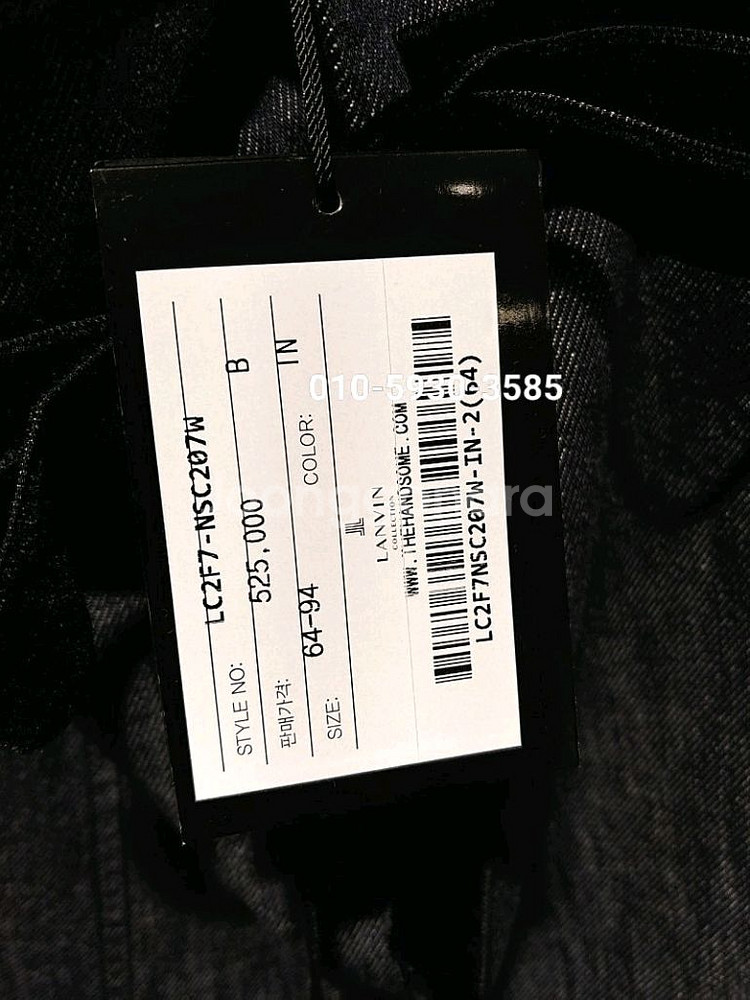 STYLE NO: LC2F7-NSC207W
판매가격: 525,000 B
SIZE: 64-94 COLOR: IN
LANVIN
COLLECTION
WWW.THEHANDSOME.COM
LC2F7NSC207W-IN-2(64)